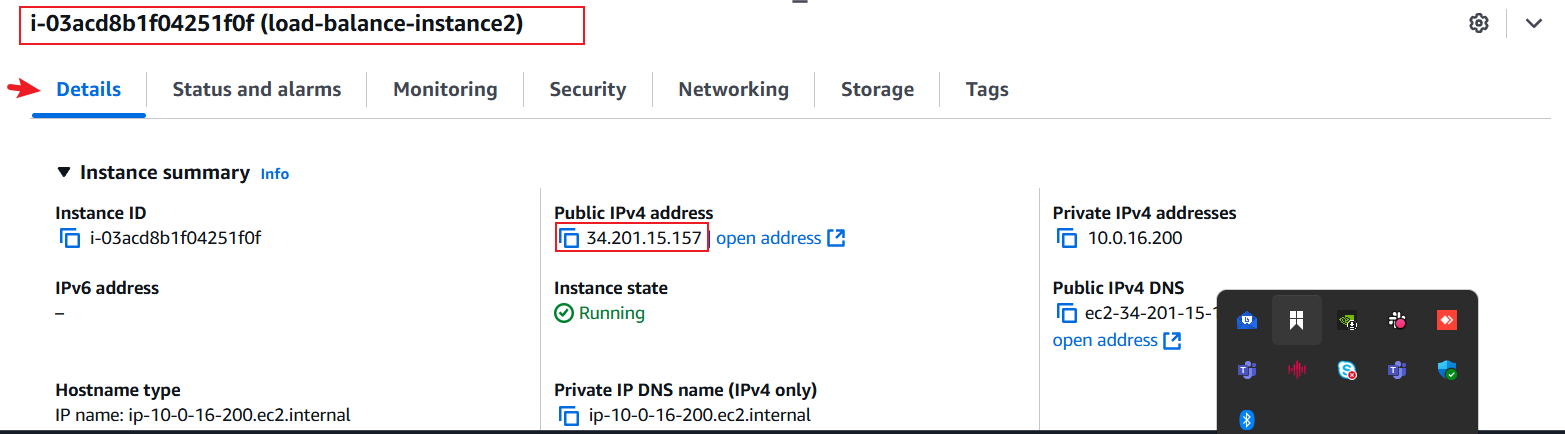 i-03acd8b1f04251f0f (load-balance-instance2)
Details Status and alarms Monitoring Security Networking Storage Tags
Instance summary Info
Instance ID
i-03acd8b1f04251f0f
Public IPv4 address
34.201.15.157 open address
Private IPv4 addresses
10.0.16.200
IPv6 address
–
Instance state
Running
Public IPv4 DNS
ec2-34-201-15-1
open address
Hostname type
IP name: ip-10-0-16-200.ec2.internal
Private IP DNS name (IPv4 only)
ip-10-0-16-200.ec2.internal